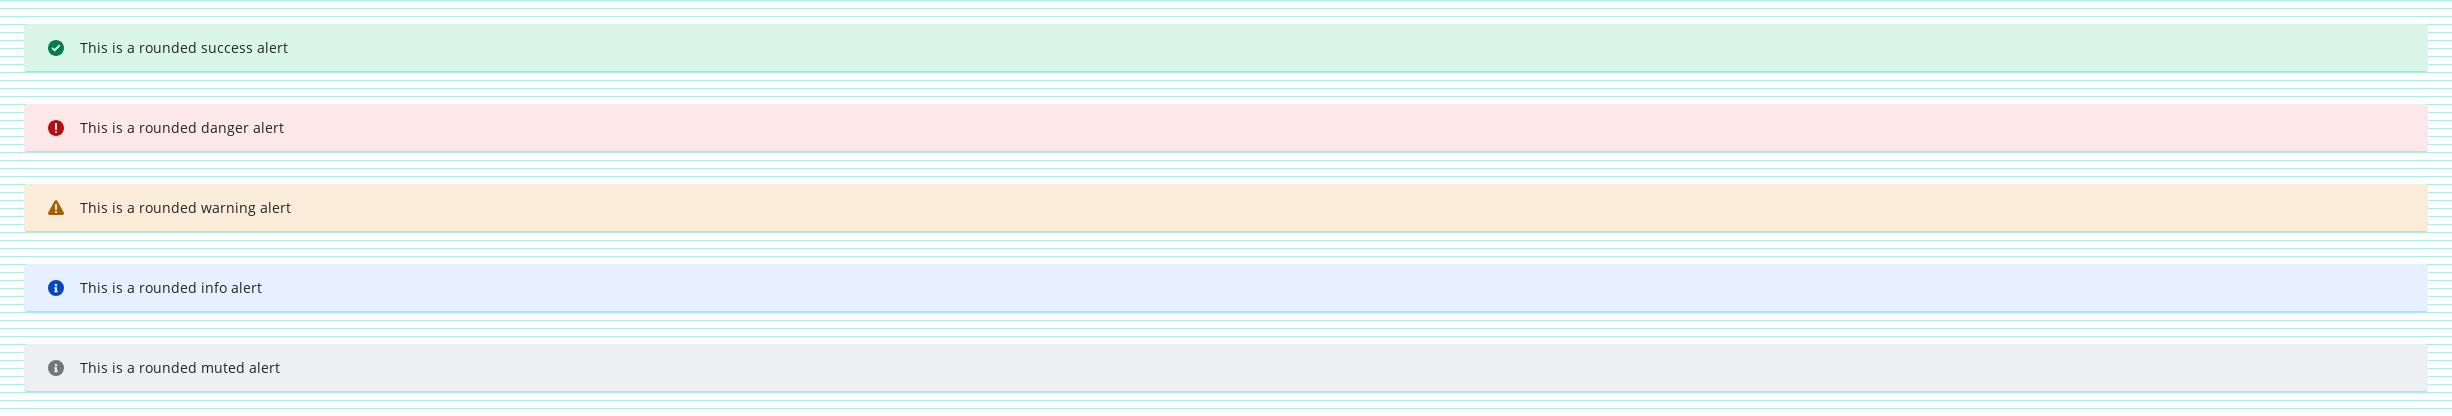 This is a rounded success alert
This is a rounded danger alert
This is a rounded warning alert
This is a rounded info alert
This is a rounded muted alert